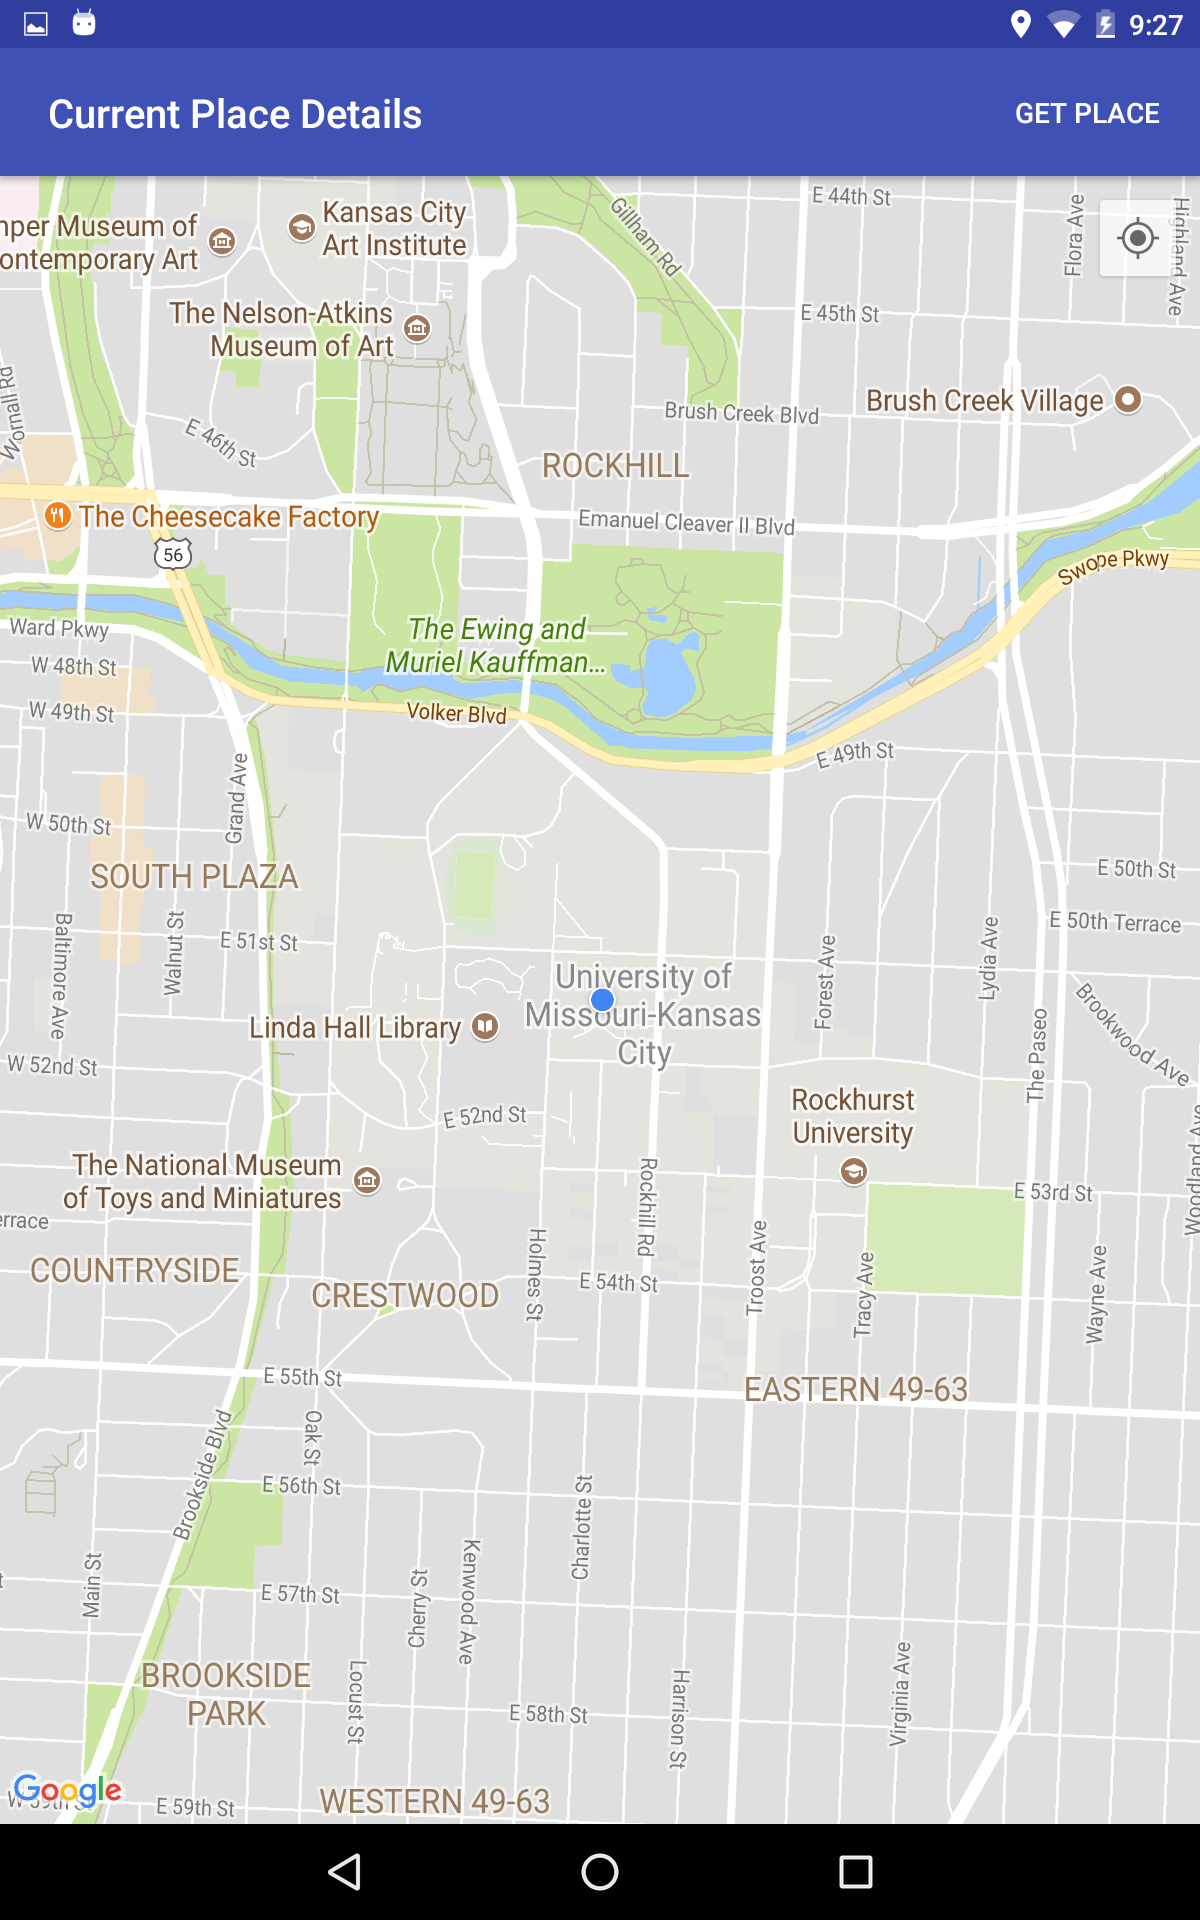 9:27
Current Place Details
GET PLACE
E 44th St
Gillham Rd
Flora Ave
Highland Ave
Kansas City
Art Institute
mper Museum of
ontemporary Art
The Nelson-Atkins
Museum of Art
E 45th St
Wornall Rd
Brush Creek Village
Brush Creek Blvd
E 46th St
ROCKHILL
The Cheesecake Factory
Emanuel Cleaver II Blvd
56
Swope Pkwy
Ward Pkwy
The Ewing and
Muriel Kauffman...
W 48th St
W 49th St
Volker Blvd
E 49th St
Grand Ave
W 50th St
SOUTH PLAZA
E 50th St
E 50th Terrace
Baltimore Ave
Walnut St
E 51st St
Forest Ave
Lydia Ave
University of
Missouri-Kansas
City
Linda Hall Library
Brookwood Ave
The Paseo
W 52nd St
E 52nd St
Rockhurst
University
Woodland Ave
The National Museum
of Toys and Miniatures
E 53rd St
errace
Rockhill Rd
Holmes St
Troost Ave
Tracy Ave
Wayne Ave
COUNTRYSIDE
CRESTWOOD
E 54th St
E 55th St
EASTERN 49-63
Brookside Blvd
Oak St
E 56th St
Charlotte St
Main St
E 57th St
Cherry St
Kenwood Ave
BROOKSIDE
PARK
Locust St
E 58th St
Harrison St
Virginia Ave
Google
W 59th St
E 59th St
WESTERN 49-63